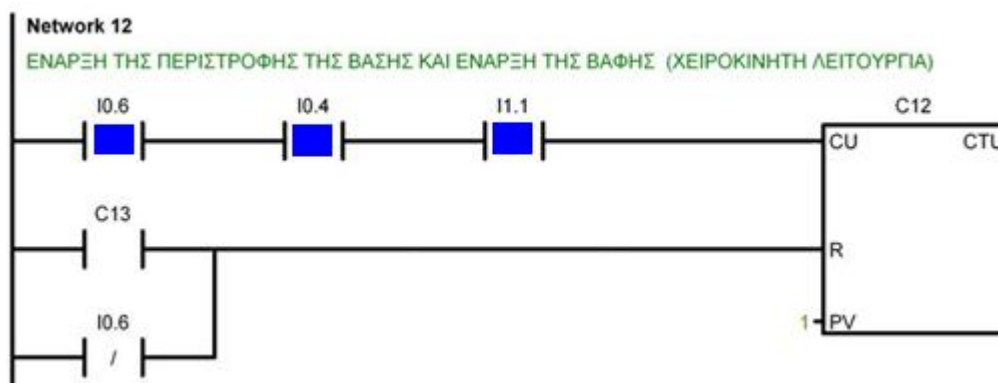 Network 12
ΕΝΑΡΞΗ ΤΗΣ ΠΕΡΙΣΤΡΟΦΗΣ ΤΗΣ ΒΑΣΗΣ ΚΑΙ ΕΝΑΡΞΗ ΤΗΣ ΒΑΦΗΣ (ΧΕΙΡΟΚΙΝΗΤΗ ΛΕΙΤΟΥΡΓΙΑ)
I0.6 I0.4 I1.1 C12
CU CTU
C13
R
I0.6
/
1 PV